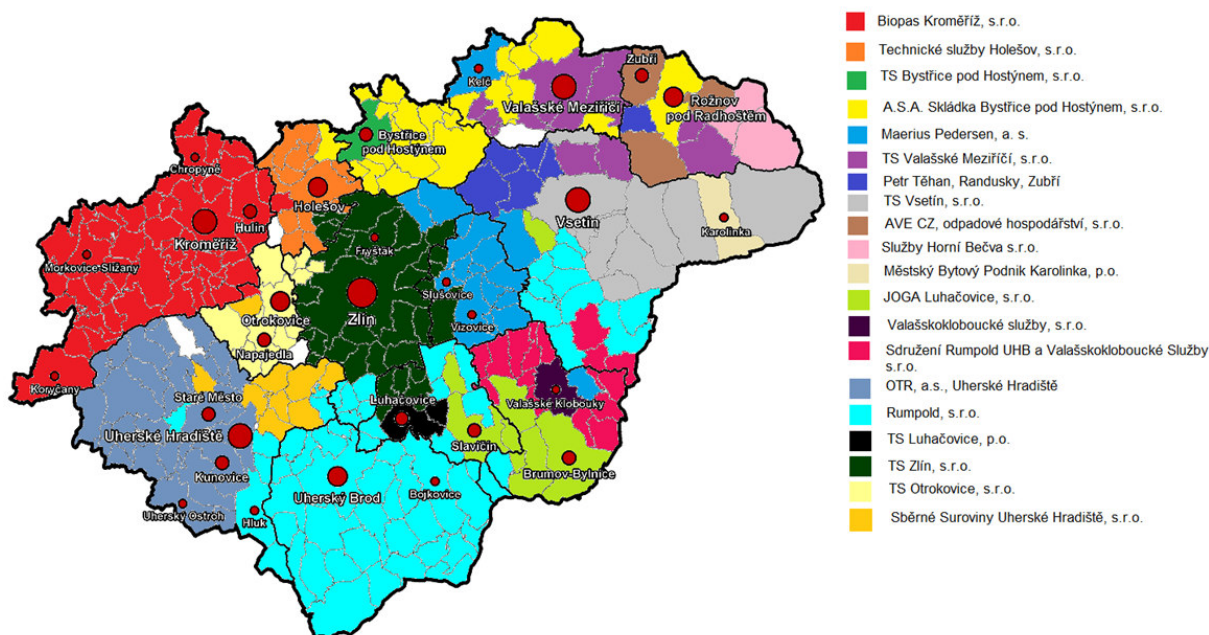 Kelč
Zubří
Valašské Meziříčí
Rožnov
pod Radhoštěm
Bystřice
pod Hostýnem
Chropyně
Holešov
Vsetín
Hulín
Kroměříž
Karolinka
Fryšták
Morkovice-Slížany
Slušovice
Zlín
Otrokovice
Vizovice
Napajedla
Koryčany
Staré Město
Valašské Klobouky
Luhačovice
Uherské Hradiště
Slavičín
Kunovice
Brumov-Bylnice
Uherský Brod
Bojkovice
Uherský Ostroh
Hluk
Biopas Kroměříž, s.r.o.
Technické služby Holešov, s.r.o.
TS Bystřice pod Hostýnem, s.r.o.
A.S.A. Skládka Bystřice pod Hostýnem, s.r.o.
Maerius Pedersen, a. s.
TS Valašské Meziříčí, s.r.o.
Petr Těhan, Randusky, Zubří
TS Vsetín, s.r.o.
AVE CZ, odpadové hospodářství, s.r.o.
Služby Horní Bečva s.r.o.
Městský Bytový Podnik Karolinka, p.o.
JOGA Luhačovice, s.r.o.
Valašskokloboucké služby, s.r.o.
Sdružení Rumpold UHB a Valašskokloboucké Služby
s.r.o.
OTR, a.s., Uherské Hradiště
Rumpold, s.r.o.
TS Luhačovice, p.o.
TS Zlín, s.r.o.
TS Otrokovice, s.r.o.
Sběrné Suroviny Uherské Hradiště, s.r.o.